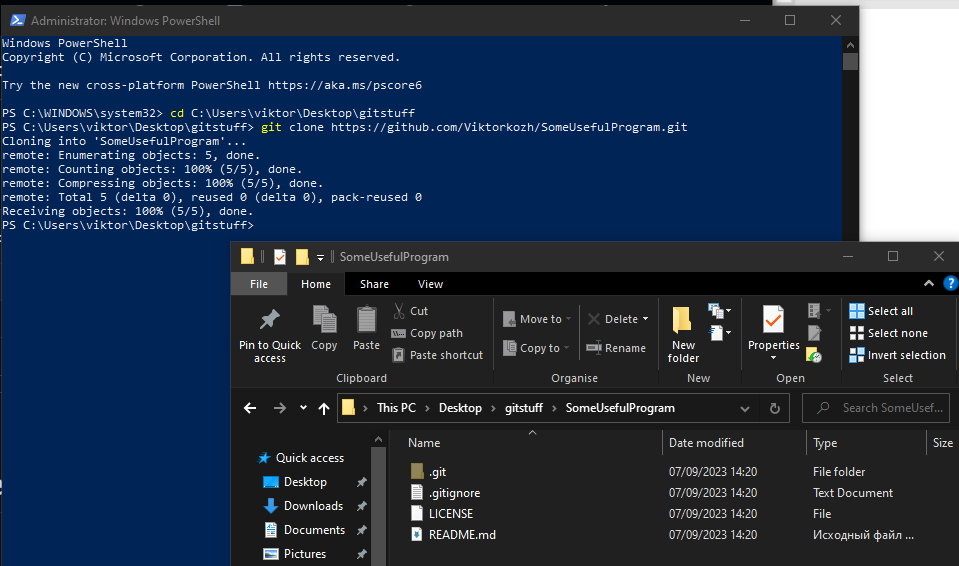 Administrator: Windows PowerShell
Windows PowerShell
Copyright (C) Microsoft Corporation. All rights reserved.
Try the new cross-platform PowerShell https://aka.ms/pscore6
PS C:\WINDOWS\system32> cd C:\Users\viktor\Desktop\gitstuff
PS C:\Users\viktor\Desktop\gitstuff> git clone https://github.com/Viktorkozh/SomeUsefulProgram.git
Cloning into 'SomeUsefulProgram'...
remote: Enumerating objects: 5, done.
remote: Counting objects: 100% (5/5), done.
remote: Compressing objects: 100% (5/5), done.
remote: Total 5 (delta 0), reused 0 (delta 0), pack-reused 0
Receiving objects: 100% (5/5), done.
PS C:\Users\viktor\Desktop\gitstuff>
SomeUsefulProgram
File Home Share View
Pin to Quick access
Copy
Paste
Cut
Copy path
Paste shortcut
Clipboard
Move to
Copy to
Delete
Rename
Organise
New folder
New
Properties
Open
Select all
Select none
Invert selection
Select
This PC > Desktop > gitstuff > SomeUsefulProgram
Search SomeUsef...
Name Date modified Type Size
Quick access
Desktop
Downloads
Documents
Pictures
.git 07/09/2023 14:20 File folder
.gitignore 07/09/2023 14:20 Text Document
LICENSE 07/09/2023 14:20 File
README.md 07/09/2023 14:20 Исходный файл ...